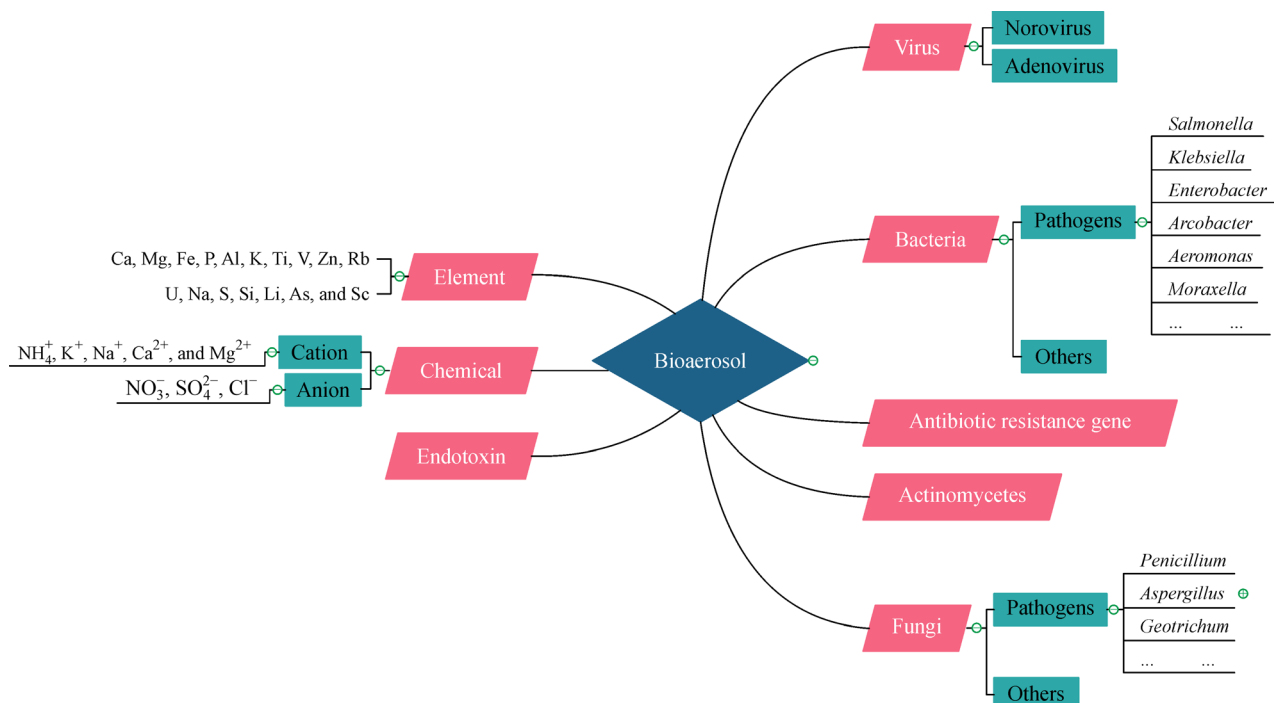 Virus
Norovirus
Adenovirus
Bacteria
Pathogens
Salmonella
Klebsiella
Enterobacter
Arcobacter
Aeromonas
Moraxella
... ...
Others
Ca, Mg, Fe, P, Al, K, Ti, V, Zn, Rb
U, Na, S, Si, Li, As, and Sc
Element
Bioaerosol
NH₄⁺, K⁺, Na⁺, Ca²⁺, and Mg²⁺
Cation
NO₃⁻, SO₄²⁻, Cl⁻
Anion
Chemical
Endotoxin
Antibiotic resistance gene
Actinomycetes
Fungi
Pathogens
Penicillium
Aspergillus
Geotrichum
... ...
Others